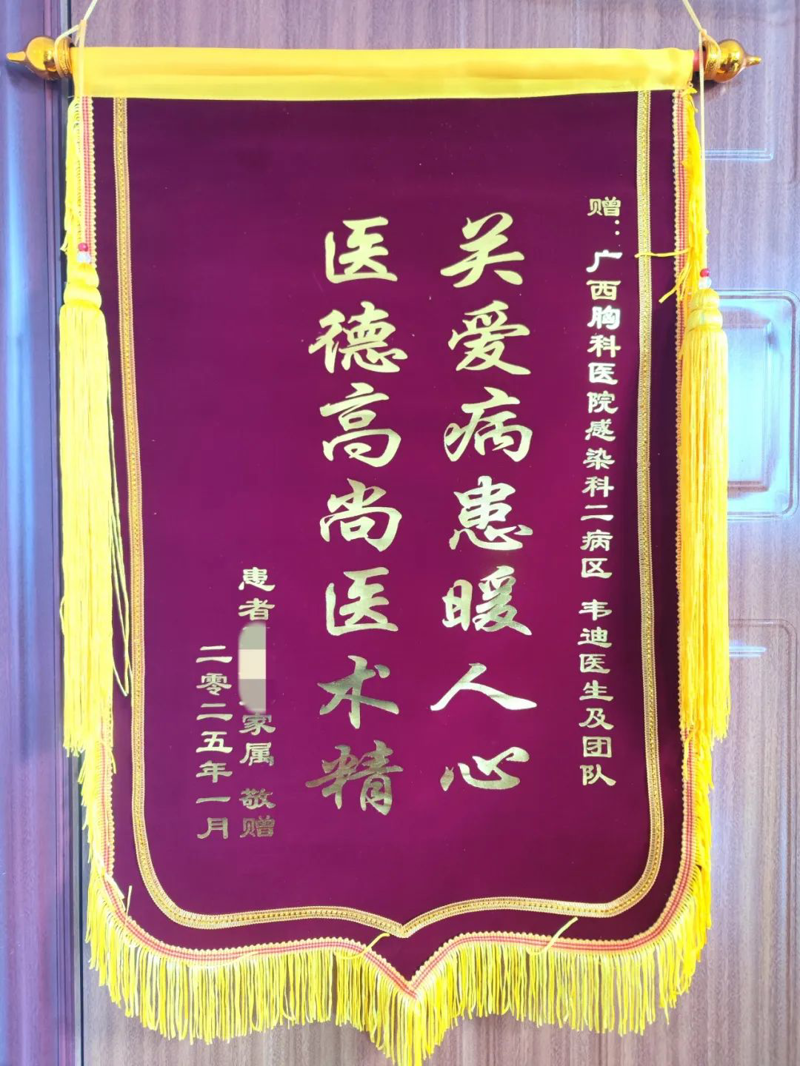 赠：广西胸科医院感染科二病区 韦迪医生及团队
关爱病患暖人心
医德高尚医术精
患者 家属 敬赠
二零二五年一月